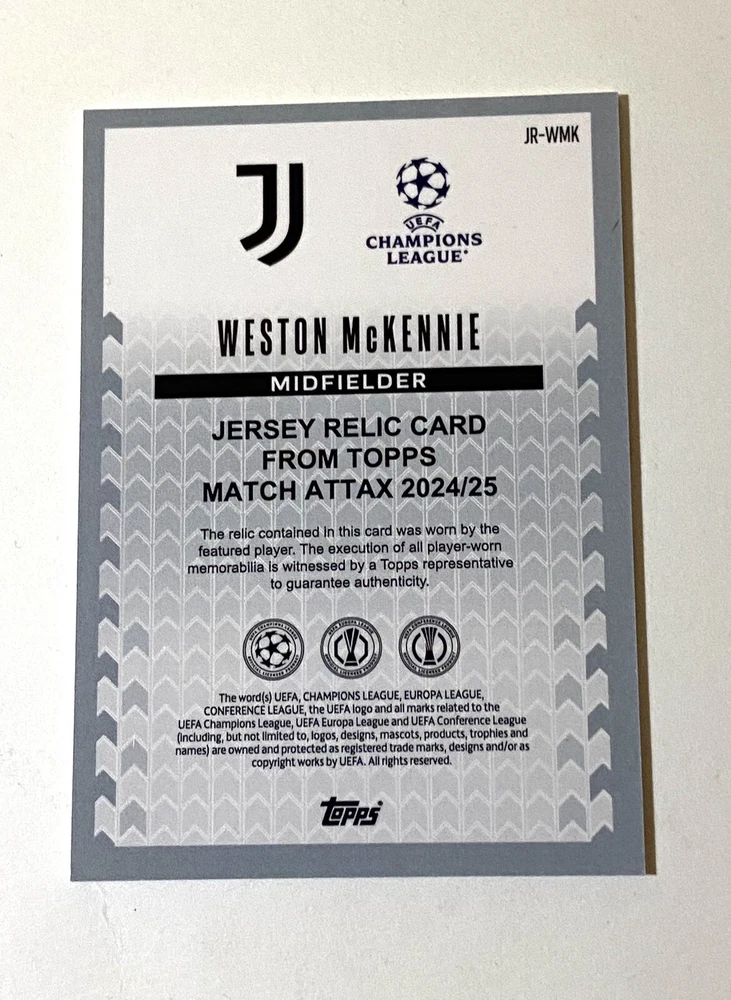 JR-WMK
UEFA
CHAMPIONS
LEAGUE
WESTON McKENNIE
MIDFIELDER
JERSEY RELIC CARD
FROM TOPPS
MATCH ATTAX 2024/25
The relic contained in this card was worn by the
featured player. The execution of all player-worn
memorabilia is witnessed by a Topps representative
to guarantee authenticity.
The word(s) UEFA, CHAMPIONS LEAGUE, EUROPA LEAGUE,
CONFERENCE LEAGUE, the UEFA logo and all marks related to the
UEFA Champions League, UEFA Europa League and UEFA Conference League
(including, but not limited to, logos, designs, mascots, products, trophies and
names) are owned and protected as registered trade marks, designs and/or as
copyright works by UEFA. All rights reserved.
topps